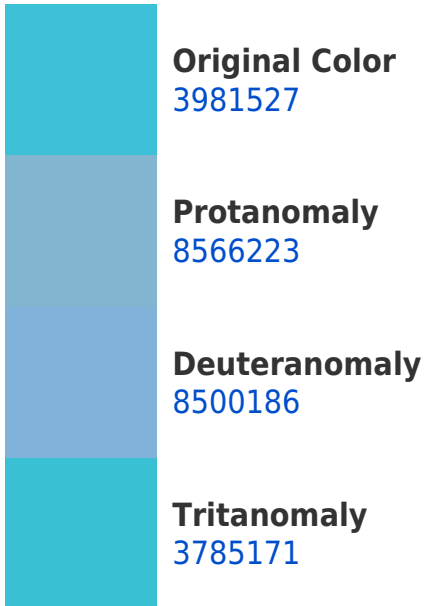 Original Color
3981527
Protanomaly
8566223
Deuteranomaly
8500186
Tritanomaly
3785171